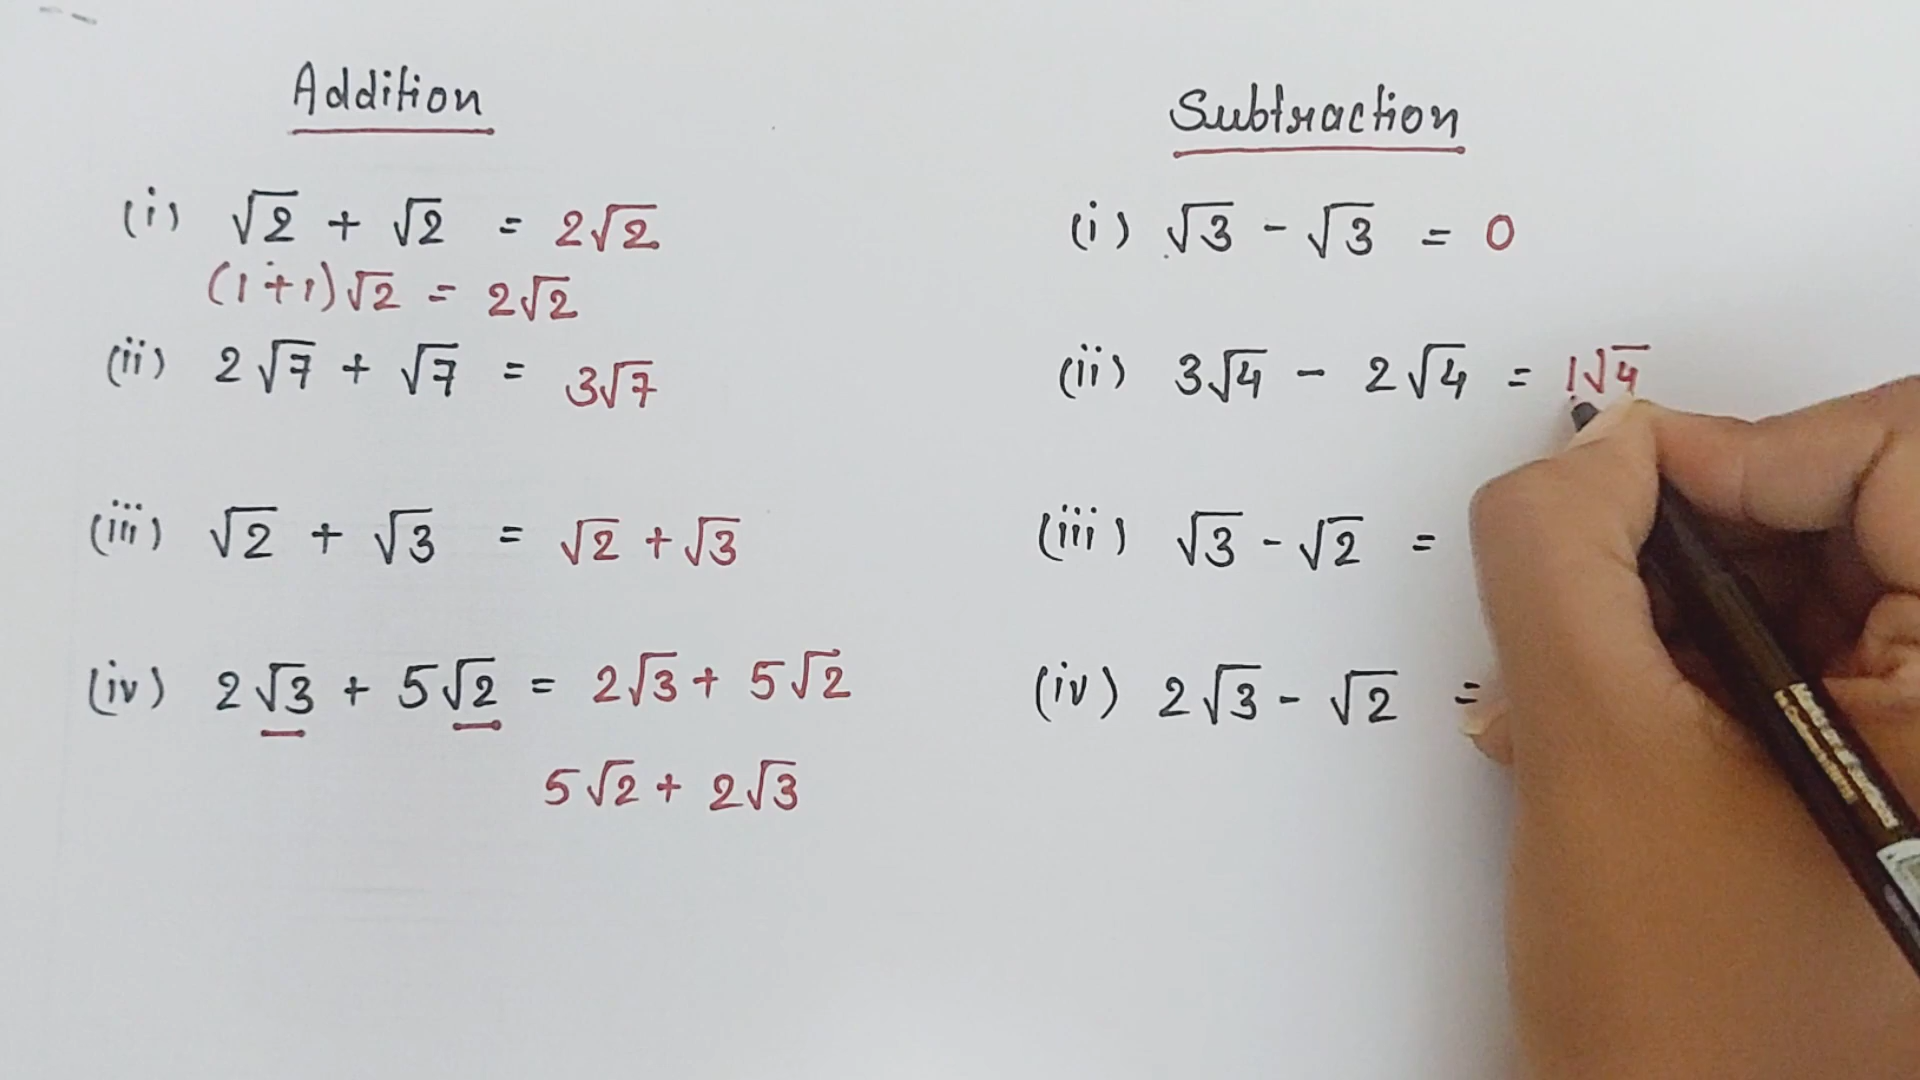 Addition
(i) √2 + √2 = 2√2
(1+1)√2 = 2√2
(ii) 2√7 + √7 = 3√7
(iii) √2 + √3 = √2 + √3
(iv) 2√3 + 5√2 = 2√3 + 5√2
5√2 + 2√3
Subtraction
(i) √3 - √3 = 0
(ii) 3√4 - 2√4 = 1√4
(iii) √3 - √2 =
(iv) 2√3 - √2 =